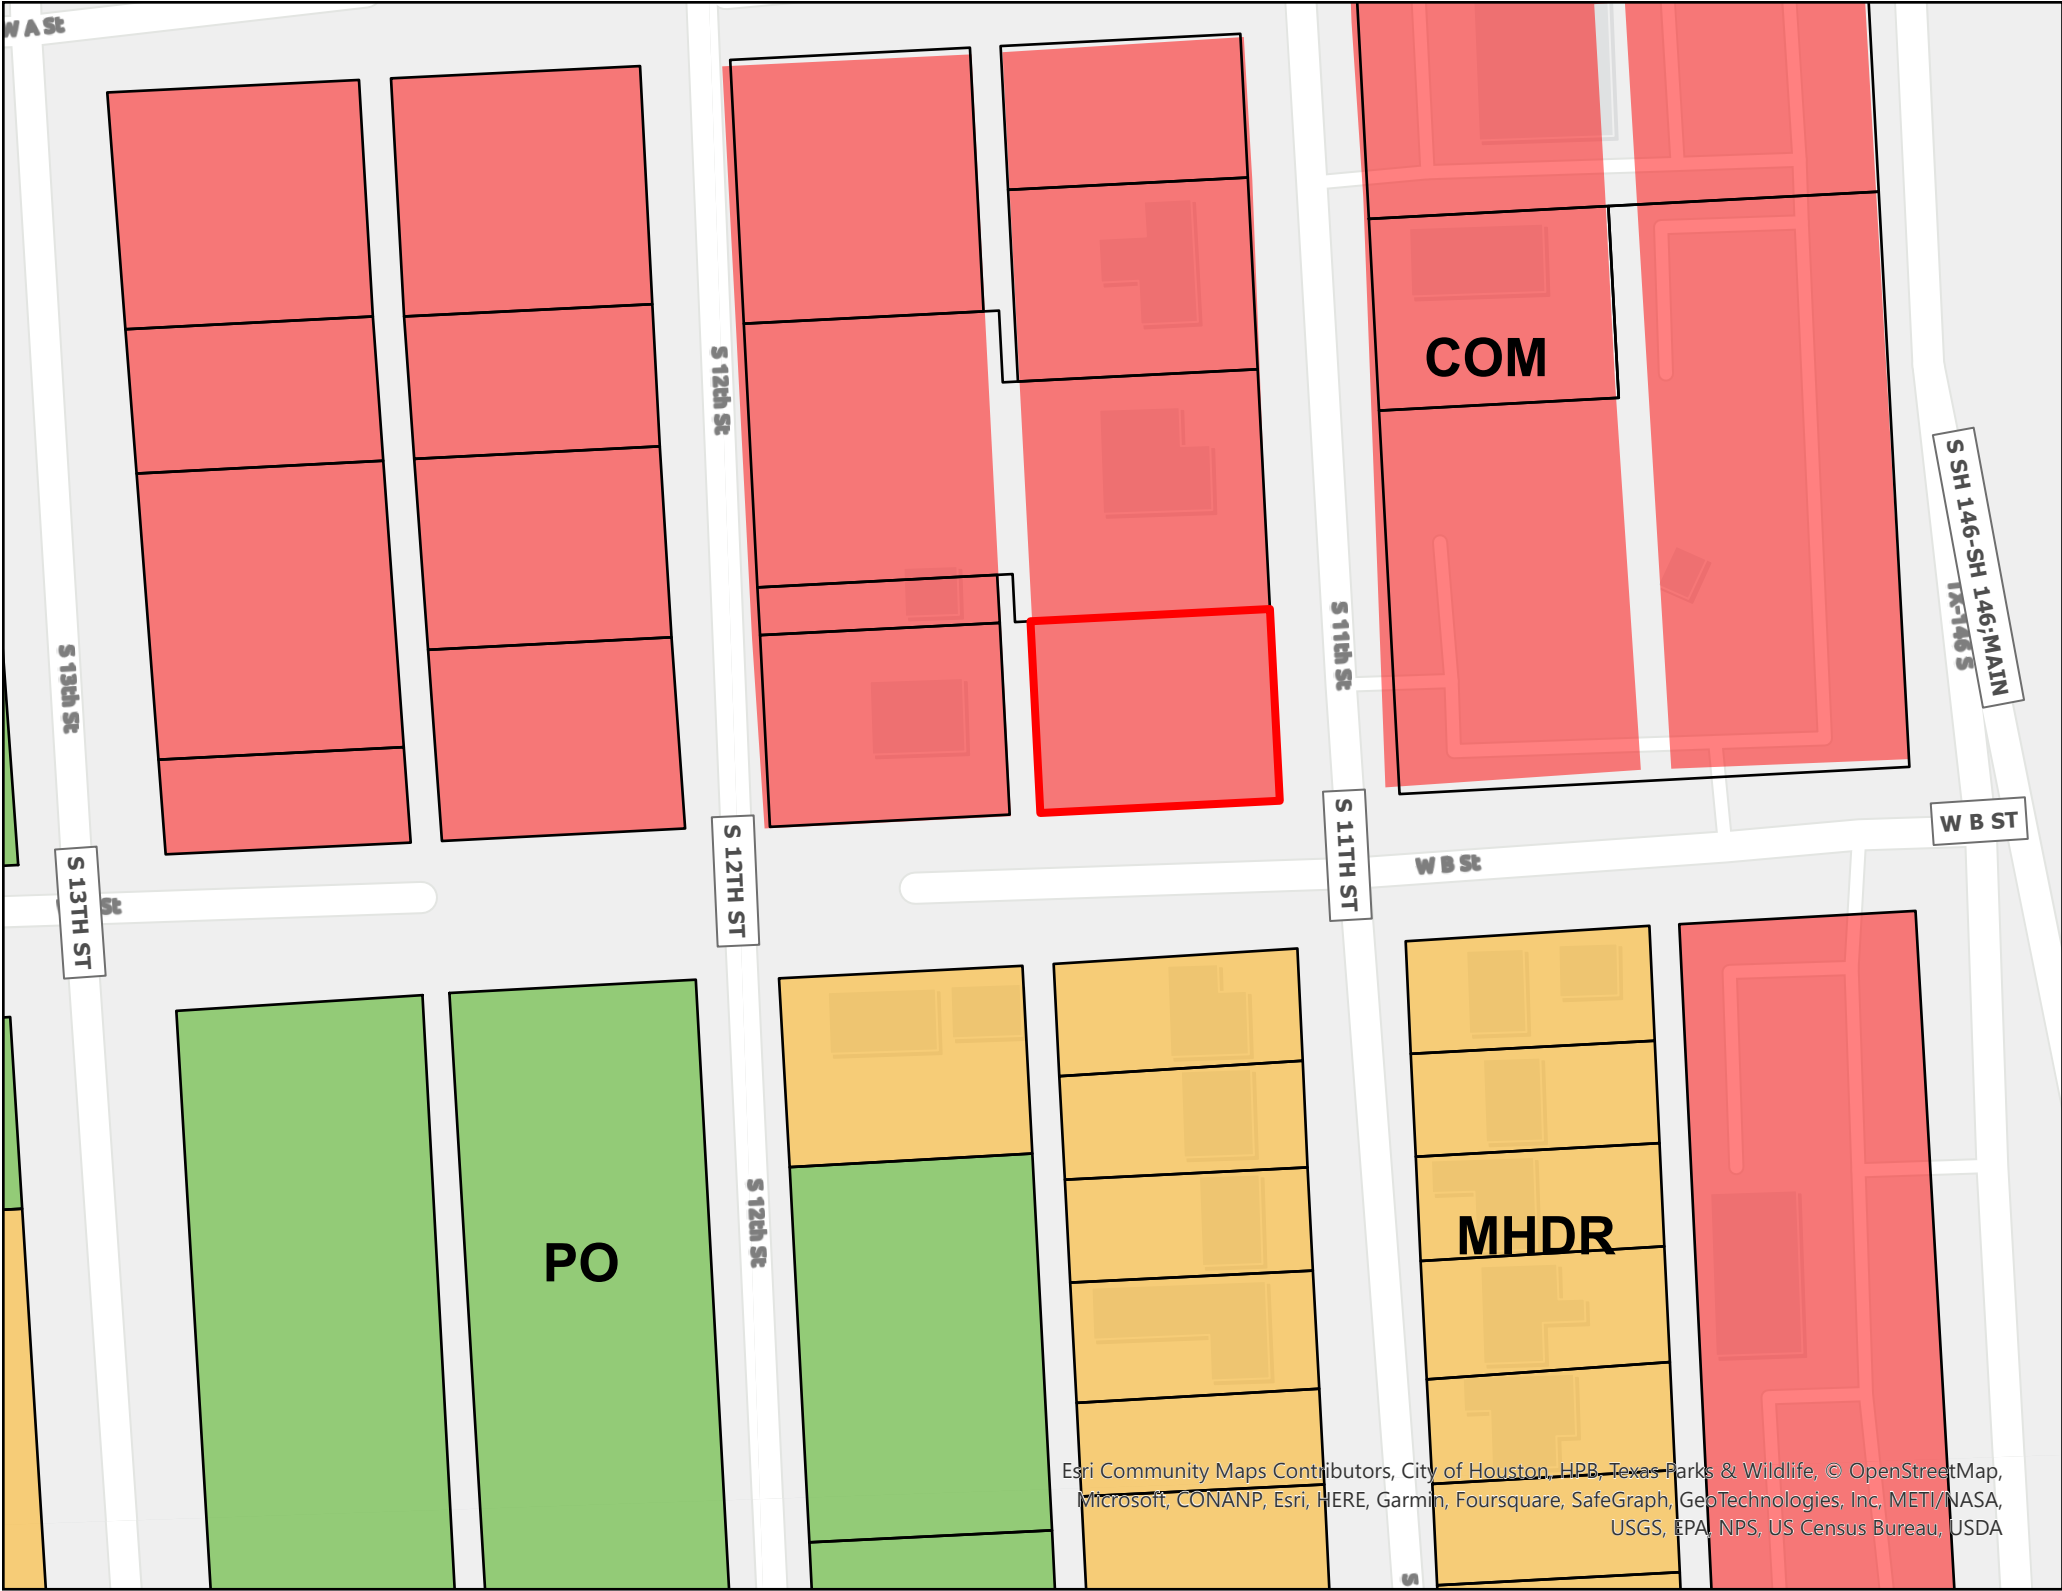 W A St
S 12th St
COM
S SH 146-SH 146;MAIN
TX-146 S
S 11th St
S 13th St
S 13TH ST
St
S 12TH ST
S 11TH ST
W B St
W B ST
S 12th St
PO
MHDR
Esri Community Maps Contributors, City of Houston, HPB, Texas Parks & Wildlife, © OpenStreetMap,
Microsoft, CONANP, Esri, HERE, Garmin, Foursquare, SafeGraph, GeoTechnologies, Inc, METI/NASA,
USGS, EPA, NPS, US Census Bureau, USDA
S